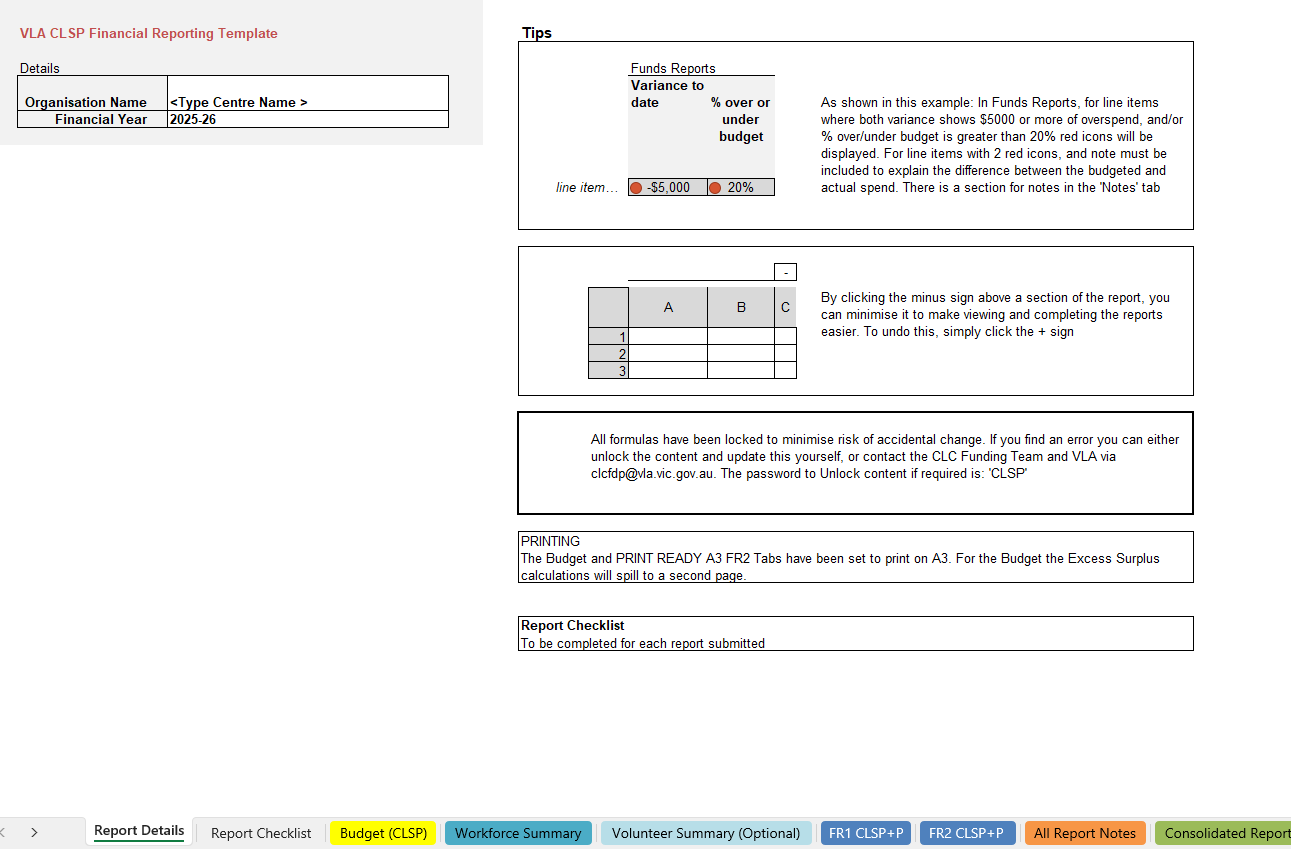 VLA CLSP Financial Reporting Template
Details
Organisation Name <Type Centre Name >
Financial Year 2025-26
Tips
Funds Reports
Variance to date
% over or under budget
line item… -$5,000 20%
As shown in this example: In Funds Reports, for line items
where both variance shows $5000 or more of overspend, and/or
% over/under budget is greater than 20% red icons will be
displayed. For line items with 2 red icons, and note must be
included to explain the difference between the budgeted and
actual spend. There is a section for notes in the 'Notes' tab
-
A B C
1
2
3
By clicking the minus sign above a section of the report, you
can minimise it to make viewing and completing the reports
easier. To undo this, simply click the + sign
All formulas have been locked to minimise risk of accidental change. If you find an error you can either
unlock the content and update this yourself, or contact the CLC Funding Team and VLA via
clcfdp@vla.vic.gov.au. The password to Unlock content if required is: 'CLSP'
PRINTING
The Budget and PRINT READY A3 FR2 Tabs have been set to print on A3. For the Budget the Excess Surplus
calculations will spill to a second page.
Report Checklist
To be completed for each report submitted
Report Details Report Checklist Budget (CLSP) Workforce Summary Volunteer Summary (Optional) FR1 CLSP+P FR2 CLSP+P All Report Notes Consolidated Report